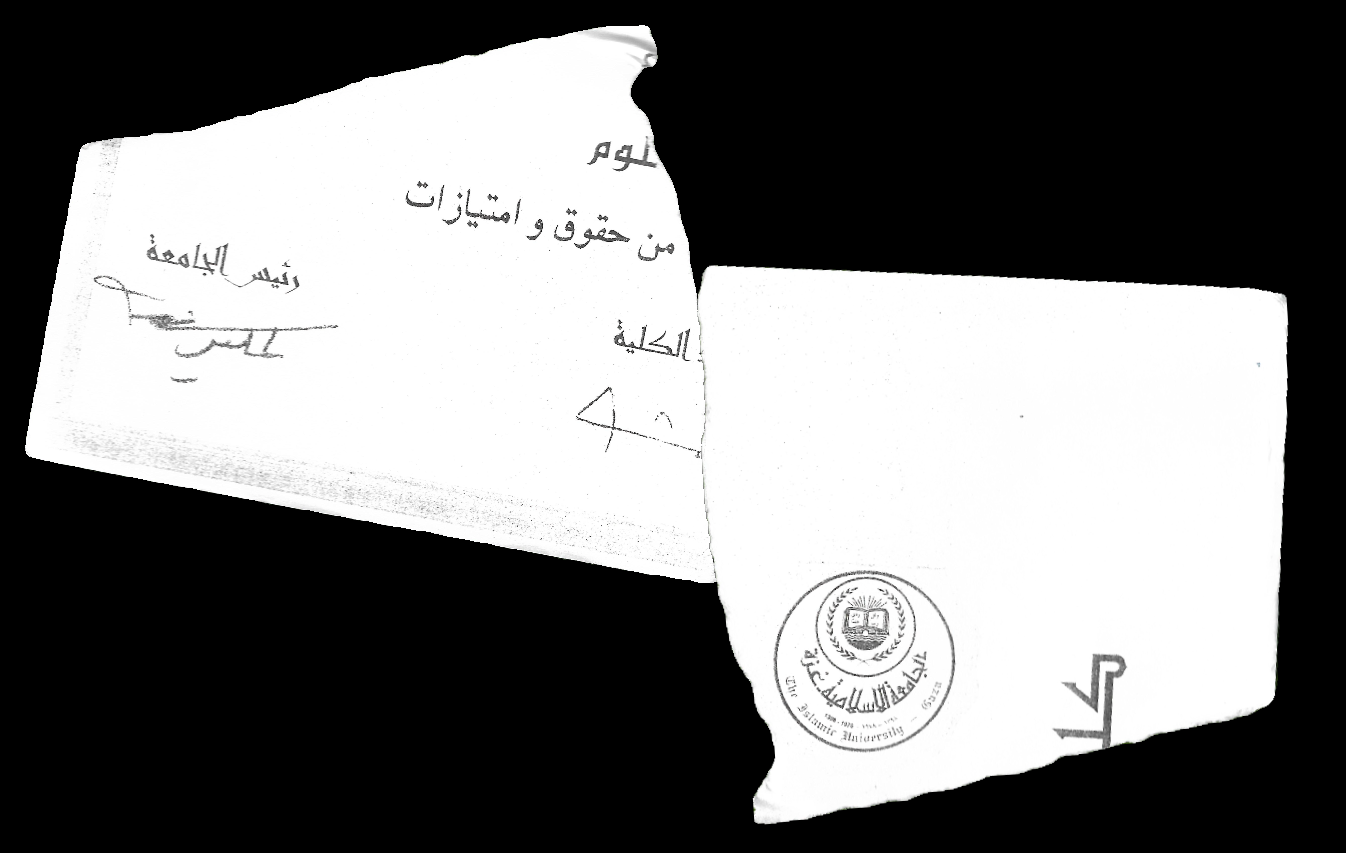 لوم
من حقوق و امتيازات
رئيس الجامعة
الكلية
الجامعة الإسلامية - غزة
The Islamic University - Gaza